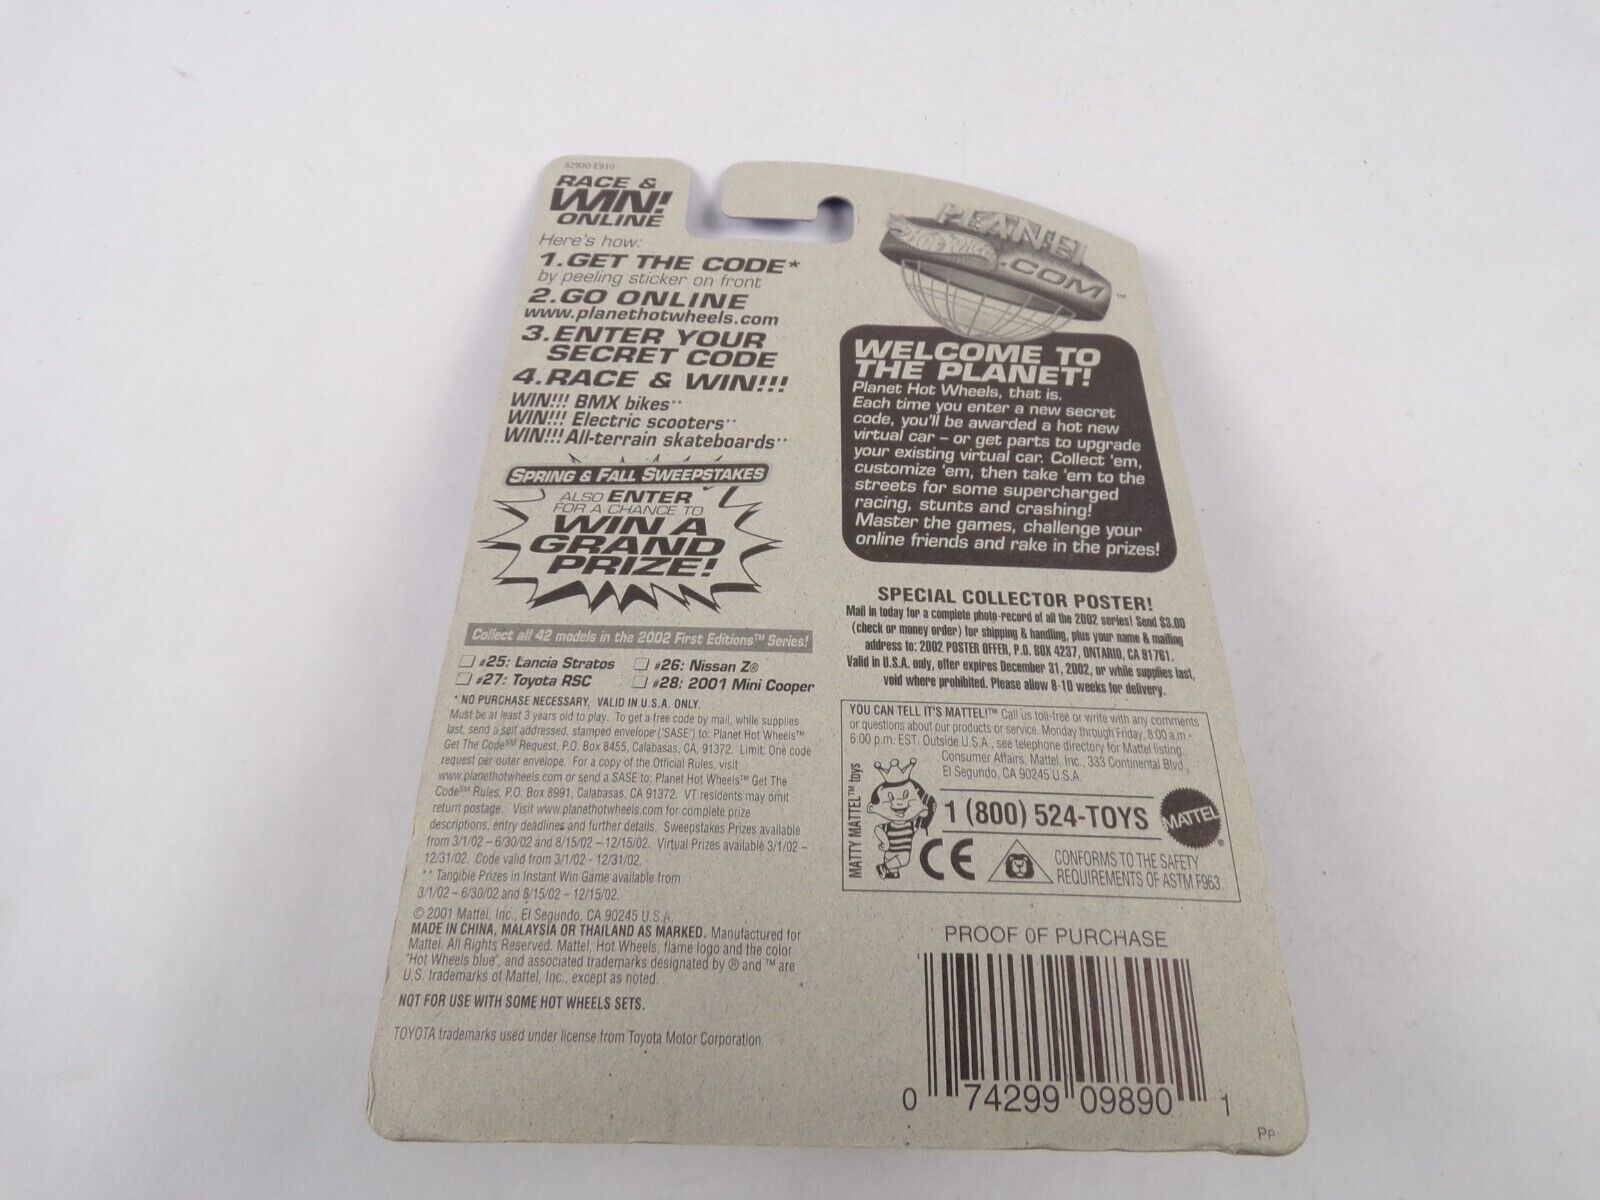 52930-L910
RACE &
WIN!
ONLINE
Here's how:
1.GET THE CODE*
by peeling sticker on front
2.GO ONLINE
www.planethotwheels.com
3.ENTER YOUR
SECRET CODE
4.RACE & WIN!!!
WIN!!! BMX bikes**
WIN!!! Electric scooters**
WIN!!! All-terrain skateboards**
SPRING & FALL SWEEPSTAKES
ALSO ENTER
FOR A CHANCE TO
WIN A
GRAND
PRIZE!
Collect all 42 models in the 2002 First Editions™ Series!
#25: Lancia Stratos #26: Nissan Z®
#27: Toyota RSC #28: 2001 Mini Cooper
* NO PURCHASE NECESSARY. VALID IN U.S.A. ONLY.
Must be at least 3 years old to play. To get a free code by mail, while supplies
last, send a self addressed, stamped envelope ("SASE") to: Planet Hot Wheels™
Get The Code℠ Request, P.O. Box 8455, Calabasas, CA, 91372. Limit: One code
request per outer envelope. For a copy of the Official Rules, visit
www.planethotwheels.com or send a SASE to: Planet Hot Wheels™ Get The
Code℠ Rules, P.O. Box 8991, Calabasas, CA 91372. VT residents may omit
return postage. Visit www.planethotwheels.com for complete prize
descriptions, entry deadlines and further details. Sweepstakes Prizes available
from 3/1/02 – 6/30/02 and 8/15/02 – 12/15/02. Virtual Prizes available 3/1/02 –
12/31/02. Code valid from 3/1/02 - 12/31/02.
** Tangible Prizes in Instant Win Game available from
3/1/02 – 6/30/02 and 8/15/02 – 12/15/02.
© 2001 Mattel, Inc., El Segundo, CA 90245 U.S.A.
MADE IN CHINA, MALAYSIA OR THAILAND AS MARKED. Manufactured for
Mattel. All Rights Reserved. Mattel, Hot Wheels, flame logo and the color
"Hot Wheels blue", and associated trademarks designated by ® and ™ are
U.S. trademarks of Mattel, Inc., except as noted.
NOT FOR USE WITH SOME HOT WHEELS SETS.
TOYOTA trademarks used under license from Toyota Motor Corporation.
PLANET
HOT WHEELS
.COM
™
WELCOME TO
THE PLANET!
Planet Hot Wheels, that is.
Each time you enter a new secret
code, you'll be awarded a hot new
virtual car – or get parts to upgrade
your existing virtual car. Collect 'em,
customize 'em, then take 'em to the
streets for some supercharged
racing, stunts and crashing!
Master the games, challenge your
online friends and rake in the prizes!
SPECIAL COLLECTOR POSTER!
Mail in today for a complete photo-record of all the 2002 series! Send $3.00
(check or money order) for shipping & handling, plus your name & mailing
address to: 2002 POSTER OFFER, P.O. BOX 4237, ONTARIO, CA 91761.
Valid in U.S.A. only, offer expires December 31, 2002, or while supplies last,
void where prohibited. Please allow 8-10 weeks for delivery.
YOU CAN TELL IT'S MATTEL!™ Call us toll-free or write with any comments
or questions about our products or service. Monday through Friday, 8:00 a.m.-
6:00 p.m. EST. Outside U.S.A., see telephone directory for Mattel listing.
Consumer Affairs, Mattel, Inc., 333 Continental Blvd.,
El Segundo, CA 90245 U.S.A.
MATTY MATTEL™ toys
1 (800) 524-TOYS
MATTEL
®
CE
CONFORMS TO THE SAFETY
REQUIREMENTS OF ASTM F963.
PROOF OF PURCHASE
0 74299 09890 1
PP